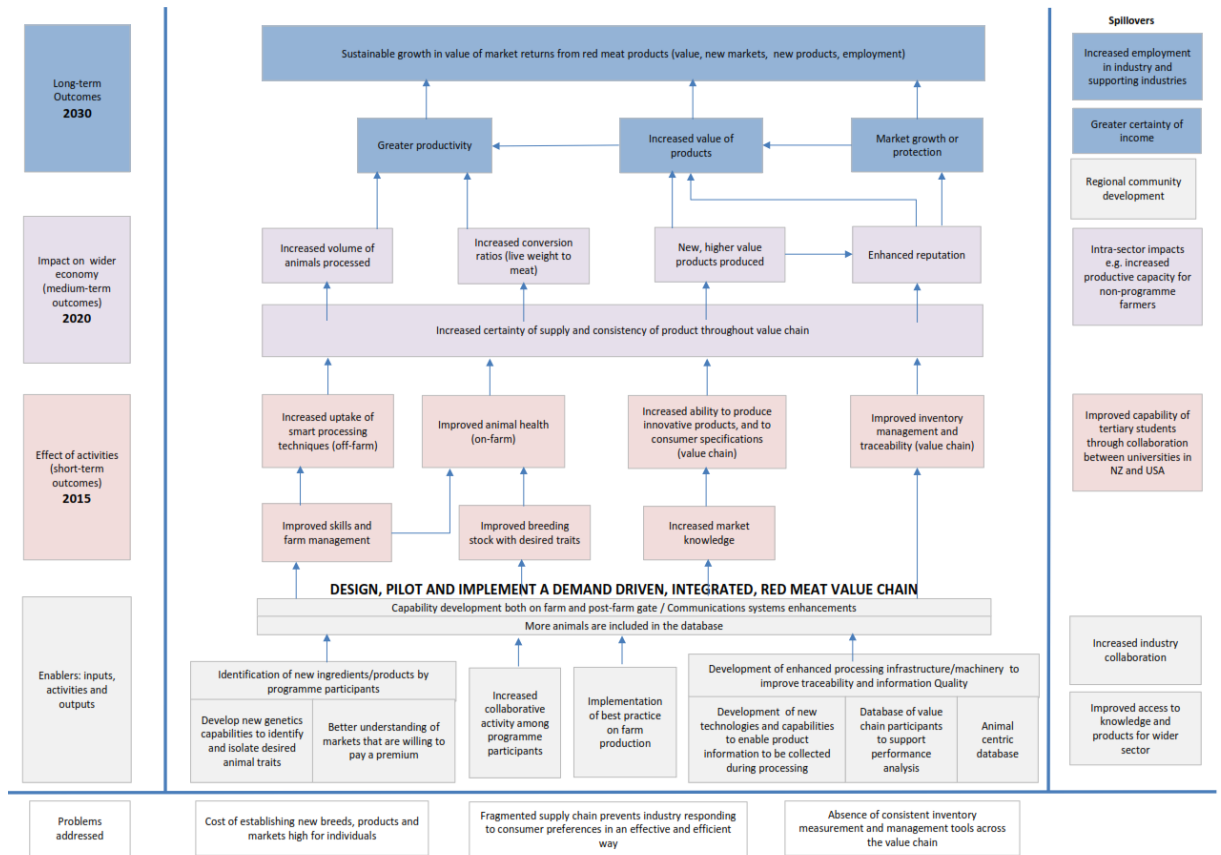 Spillovers
Long-term
Outcomes
2030
Sustainable growth in value of market returns from red meat products (value, new markets,  new products, employment)
Increased employment
in industry and
supporting industries
Greater productivity
Increased value of
products
Market growth or
protection
Greater certainty of
income
Regional community
development
Impact on  wider
economy
(medium-term
outcomes)
2020
Increased volume of
animals processed
Increased conversion
ratios (live weight to
meat)
New, higher value
products produced
Enhanced reputation
Intra-sector impacts
e.g. increased
productive capacity for
non-programme
farmers
Increased certainty of supply and consistency of product throughout value chain
Effect of activities
(short-term
outcomes)
2015
Increased uptake of
smart processing
techniques (off-farm)
Improved animal health
(on-farm)
Increased ability to produce
innovative products, and to
consumer specifications
(value chain)
Improved inventory
management and
traceability (value chain)
Improved capability of
tertiary students
through collaboration
between universities in
NZ and USA
Improved skills and
farm management
Improved breeding
stock with desired traits
Increased market
knowledge
DESIGN, PILOT AND IMPLEMENT A DEMAND DRIVEN, INTEGRATED, RED MEAT VALUE CHAIN
Capability development both on farm and post-farm gate / Communications systems enhancements
More animals are included in the database
Enablers: inputs,
activities and
outputs
Identification of new ingredients/products by
programme participants
Develop new genetics
capabilities to identify
and isolate desired
animal traits
Better understanding of
markets that are willing to
pay a premium
Increased
collaborative
activity among
programme
participants
Implementation
of best practice
on farm
production
Development of enhanced processing infrastructure/machinery  to
improve traceability and information Quality
Development  of new
technologies and capabilities
to enable product
information to be collected
during processing
Database of value
chain participants
to support
performance
analysis
Animal
centric
database
Increased industry
collaboration
Improved access to
knowledge and
products for wider
sector
Problems
addressed
Cost of establishing new breeds, products and
markets high for individuals
Fragmented supply chain prevents industry responding
to consumer preferences in an effective and efficient
way
Absence of consistent inventory
measurement and management tools across
the value chain